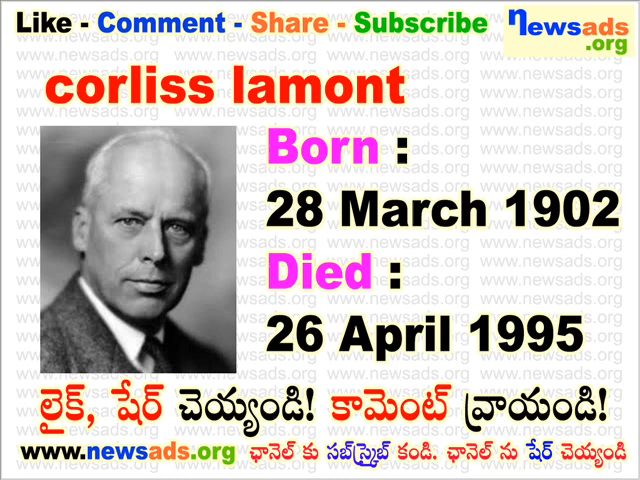 Like - Comment - Share - Subscribe
newsads
.org
corliss lamont
Born :
28 March 1902
Died :
26 April 1995
లైక్, షేర్ చెయ్యండి! కామెంట్ వ్రాయండి!
www.newsads.org ఛానెల్ కు సబ్‌స్క్రైబ్ కండి. ఛానెల్ ను షేర్ చెయ్యండి